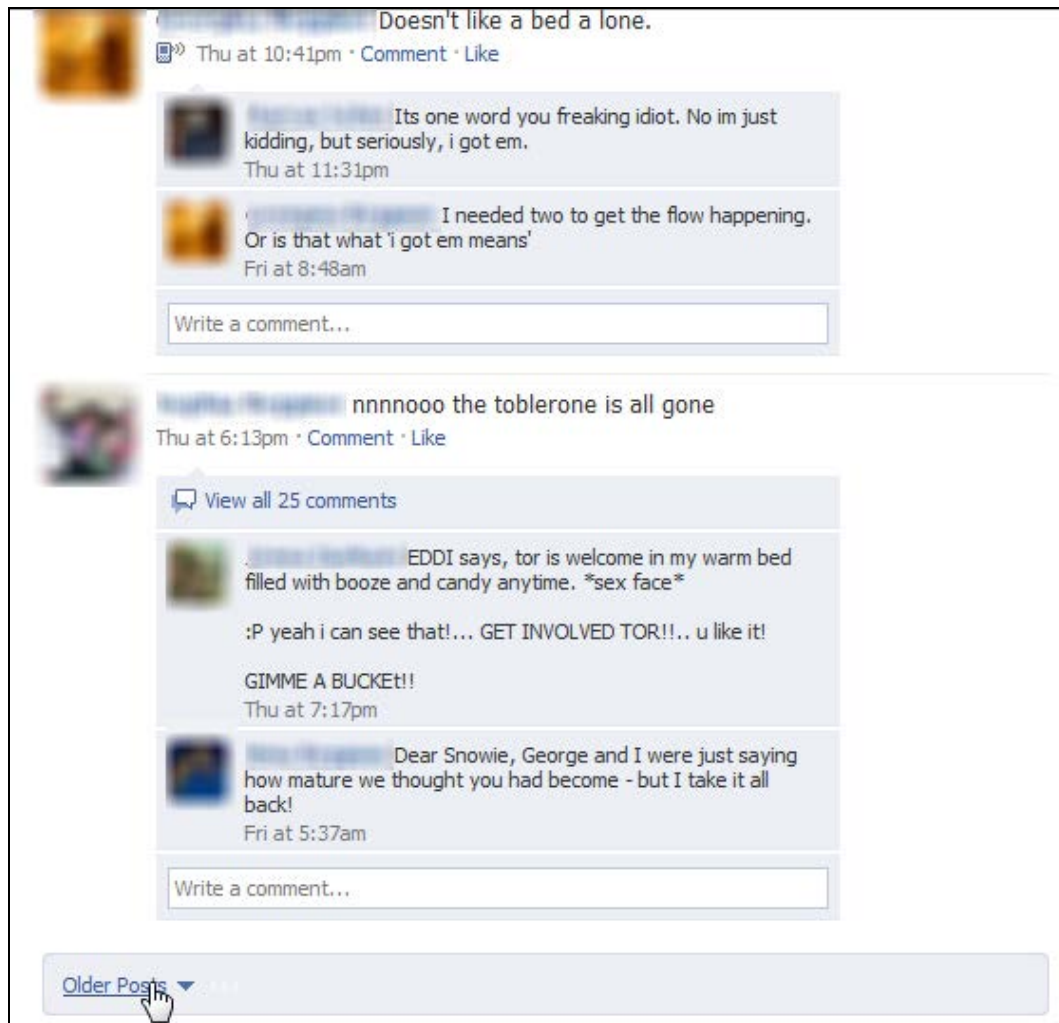 Doesn't like a bed a lone.
Thu at 10:41pm · Comment · Like
Its one word you freaking idiot. No im just
kidding, but seriously, i got em.
Thu at 11:31pm
I needed two to get the flow happening.
Or is that what 'i got em means'
Fri at 8:48am
Write a comment...
nnnnooo the toblerone is all gone
Thu at 6:13pm · Comment · Like
View all 25 comments
EDDI says, tor is welcome in my warm bed
filled with booze and candy anytime. *sex face*
:P yeah i can see that!... GET INVOLVED TOR!!.. u like it!
GIMME A BUCKEt!!
Thu at 7:17pm
Dear Snowie, George and I were just saying
how mature we thought you had become - but I take it all
back!
Fri at 5:37am
Write a comment...
Older Posts